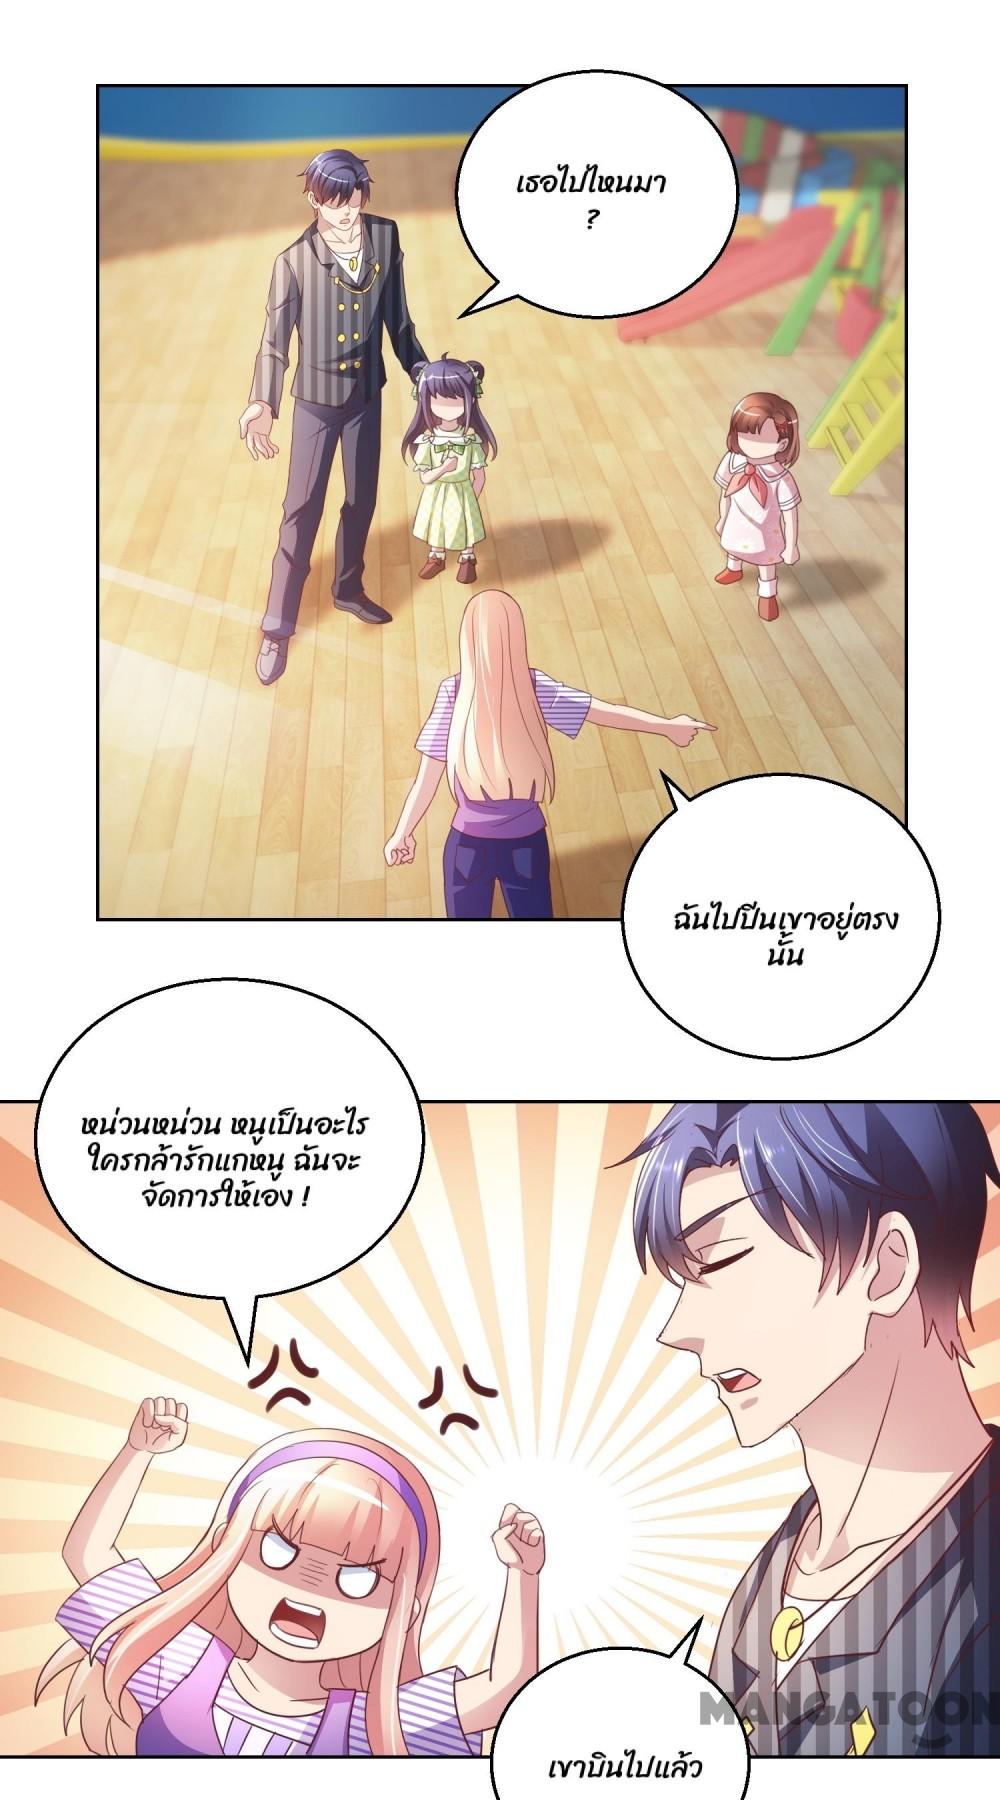 เธอไปไหนมา
?
ฉันไปปีนเขาอยู่ตรง
นั้น
หน่วนหน่วน หนูเป็นอะไร
ใครกล้ารักแกหนู ฉันจะ
จัดการให้เอง !
MANGATOON
เขาบินไปแล้ว